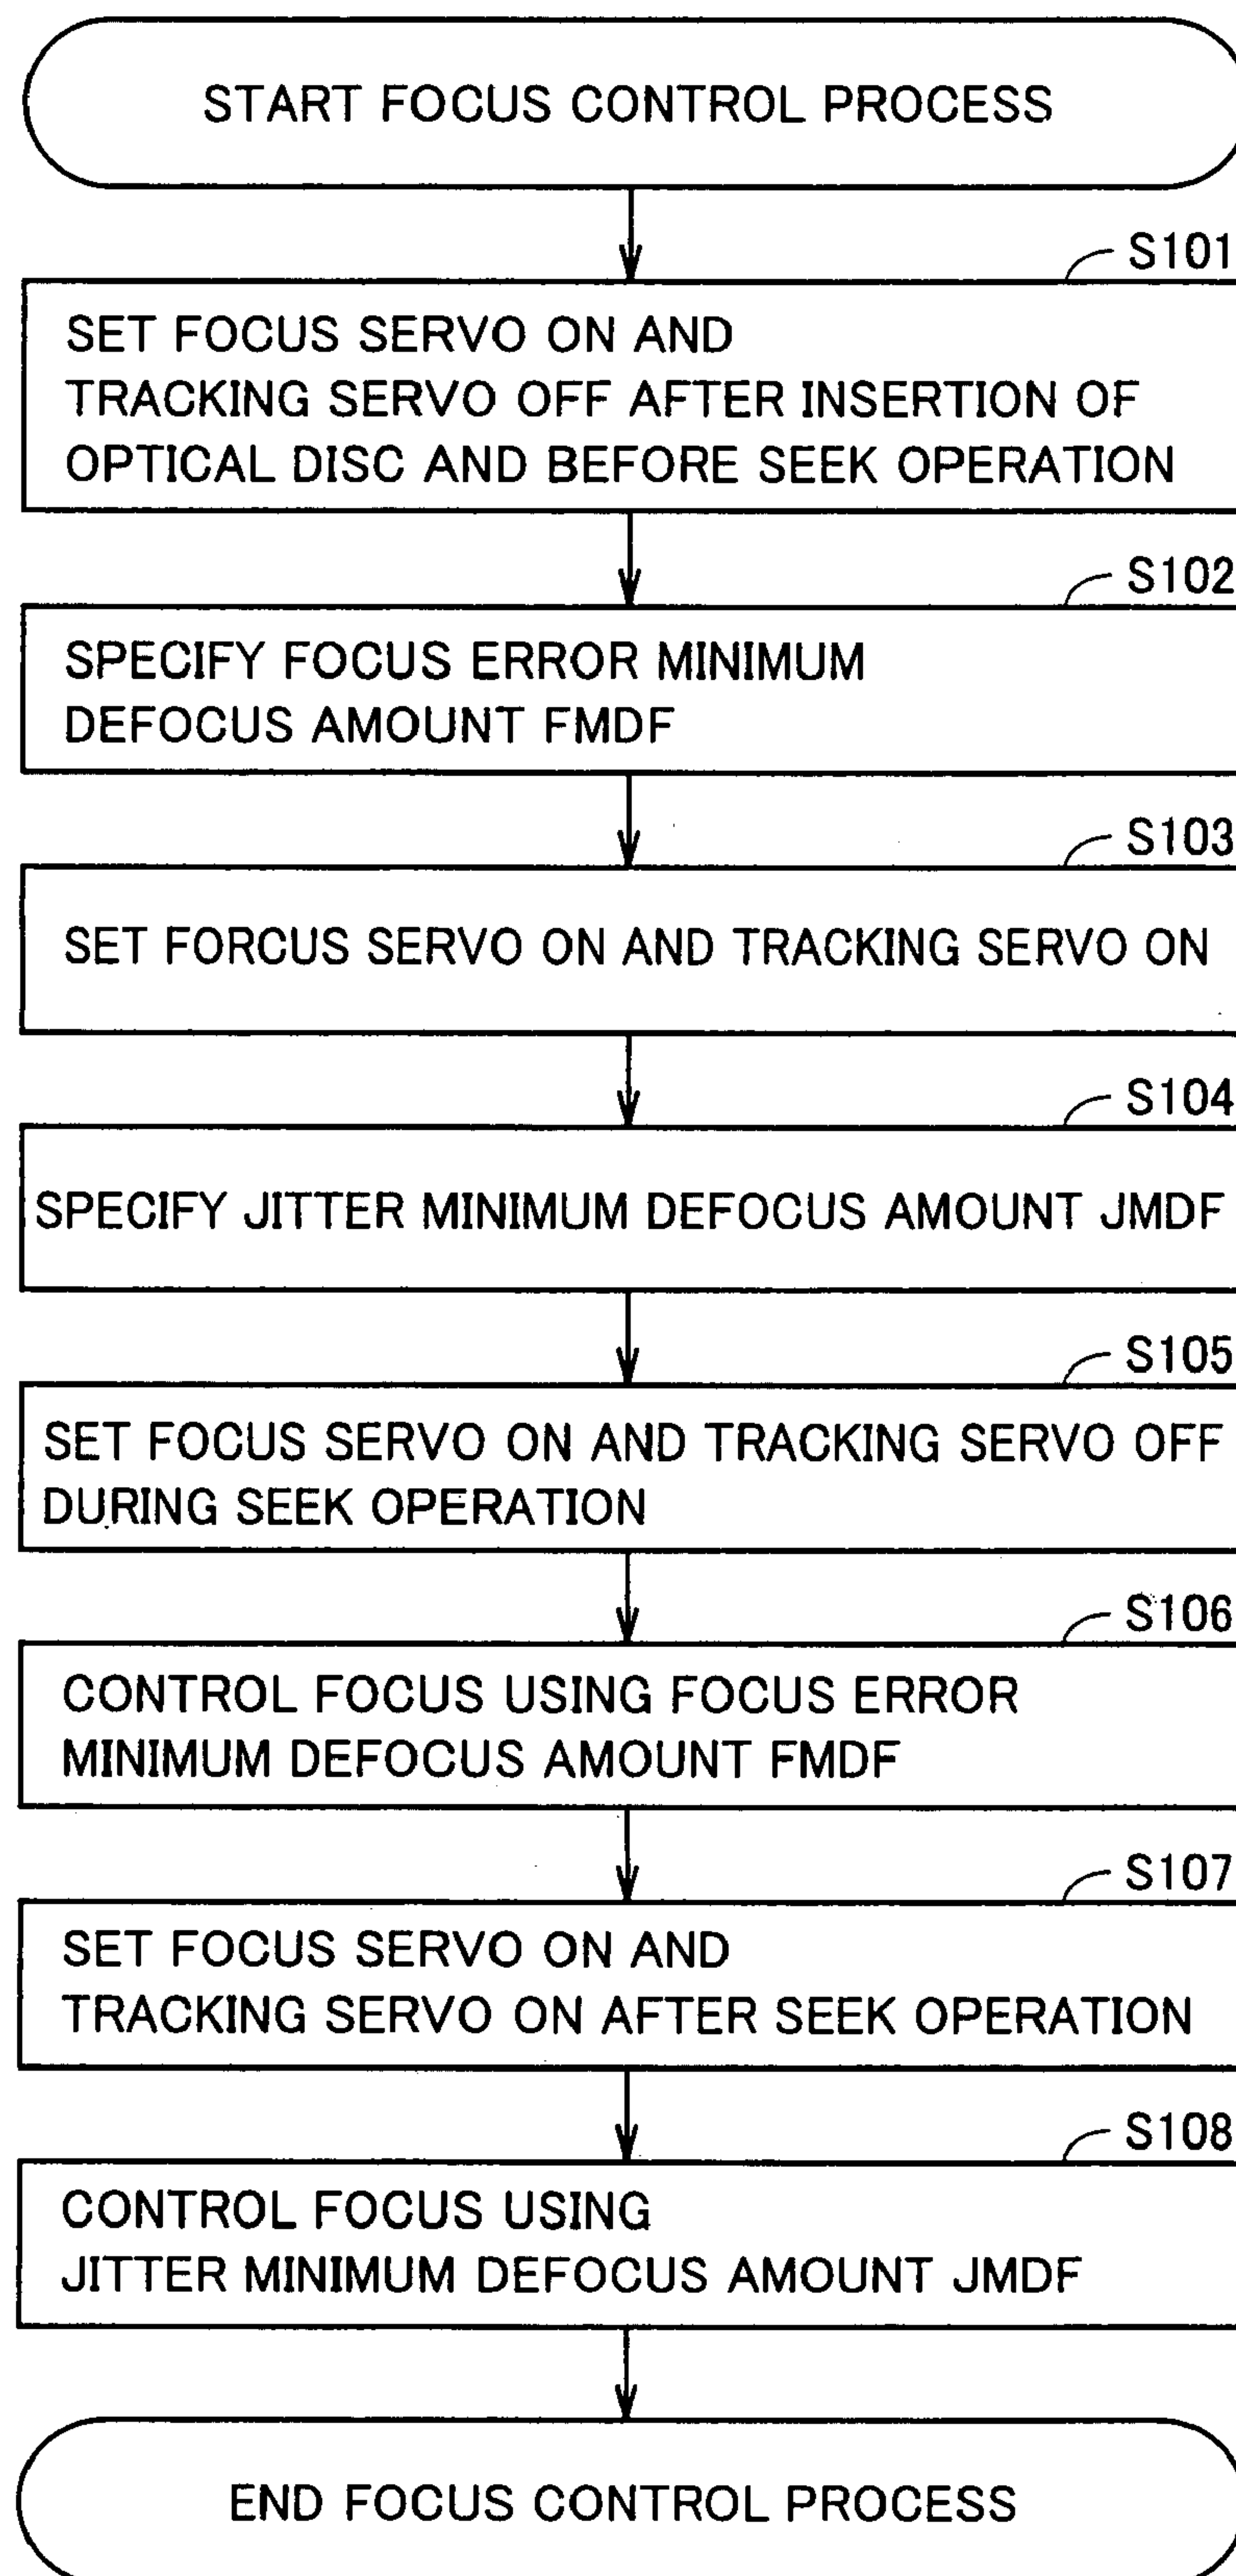 START FOCUS CONTROL PROCESS
S101
SET FOCUS SERVO ON AND
TRACKING SERVO OFF AFTER INSERTION OF
OPTICAL DISC AND BEFORE SEEK OPERATION
S102
SPECIFY FOCUS ERROR MINIMUM
DEFOCUS AMOUNT FMDF
S103
SET FORCUS SERVO ON AND TRACKING SERVO ON
S104
SPECIFY JITTER MINIMUM DEFOCUS AMOUNT JMDF
S105
SET FOCUS SERVO ON AND TRACKING SERVO OFF
DURING SEEK OPERATION
S106
CONTROL FOCUS USING FOCUS ERROR
MINIMUM DEFOCUS AMOUNT FMDF
S107
SET FOCUS SERVO ON AND
TRACKING SERVO ON AFTER SEEK OPERATION
S108
CONTROL FOCUS USING
JITTER MINIMUM DEFOCUS AMOUNT JMDF
END FOCUS CONTROL PROCESS